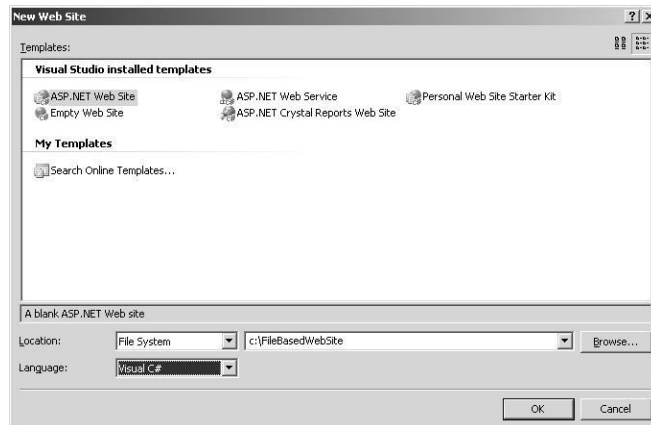 New Web Site
Templates:
Visual Studio installed templates
ASP.NET Web Site
ASP.NET Web Service
Personal Web Site Starter Kit
Empty Web Site
ASP.NET Crystal Reports Web Site
My Templates
Search Online Templates...
A blank ASP.NET Web site
Location: File System c:\FileBasedWebSite Browse...
Language: Visual C#
OK Cancel